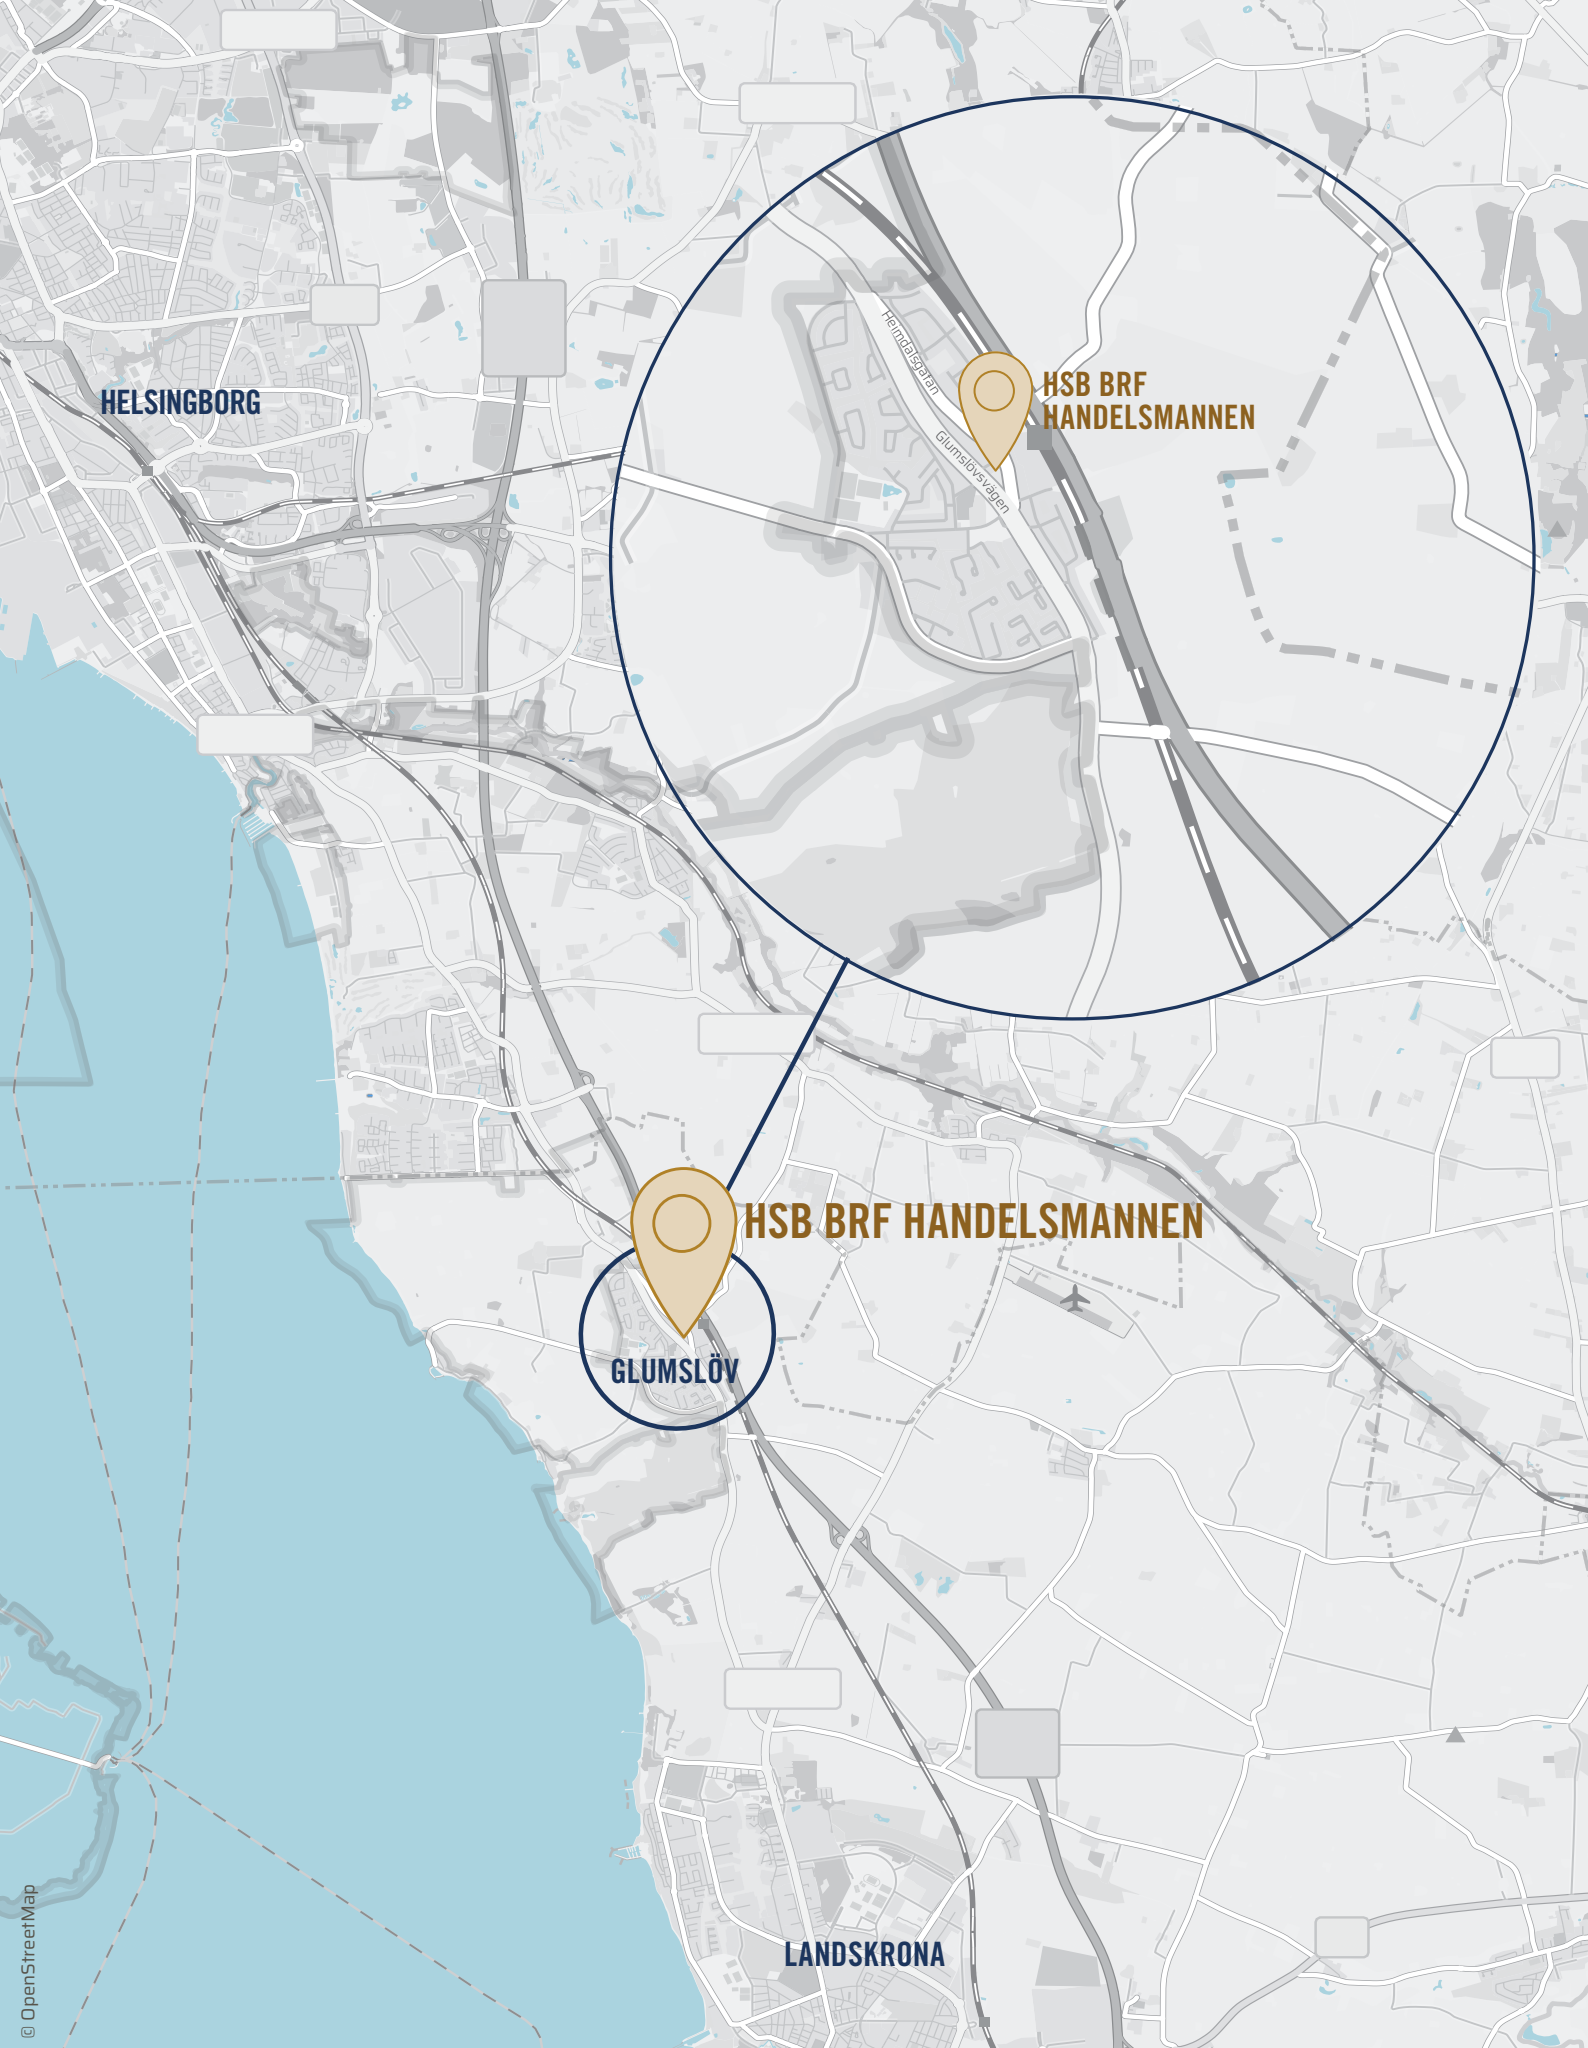 Heimdalsgatan
HSB BRF
HANDELSMANNEN
HELSINGBORG
Glumslövsvägen
HSB BRF HANDELSMANNEN
GLUMSLÖV
LANDSKRONA
© OpenStreetMap